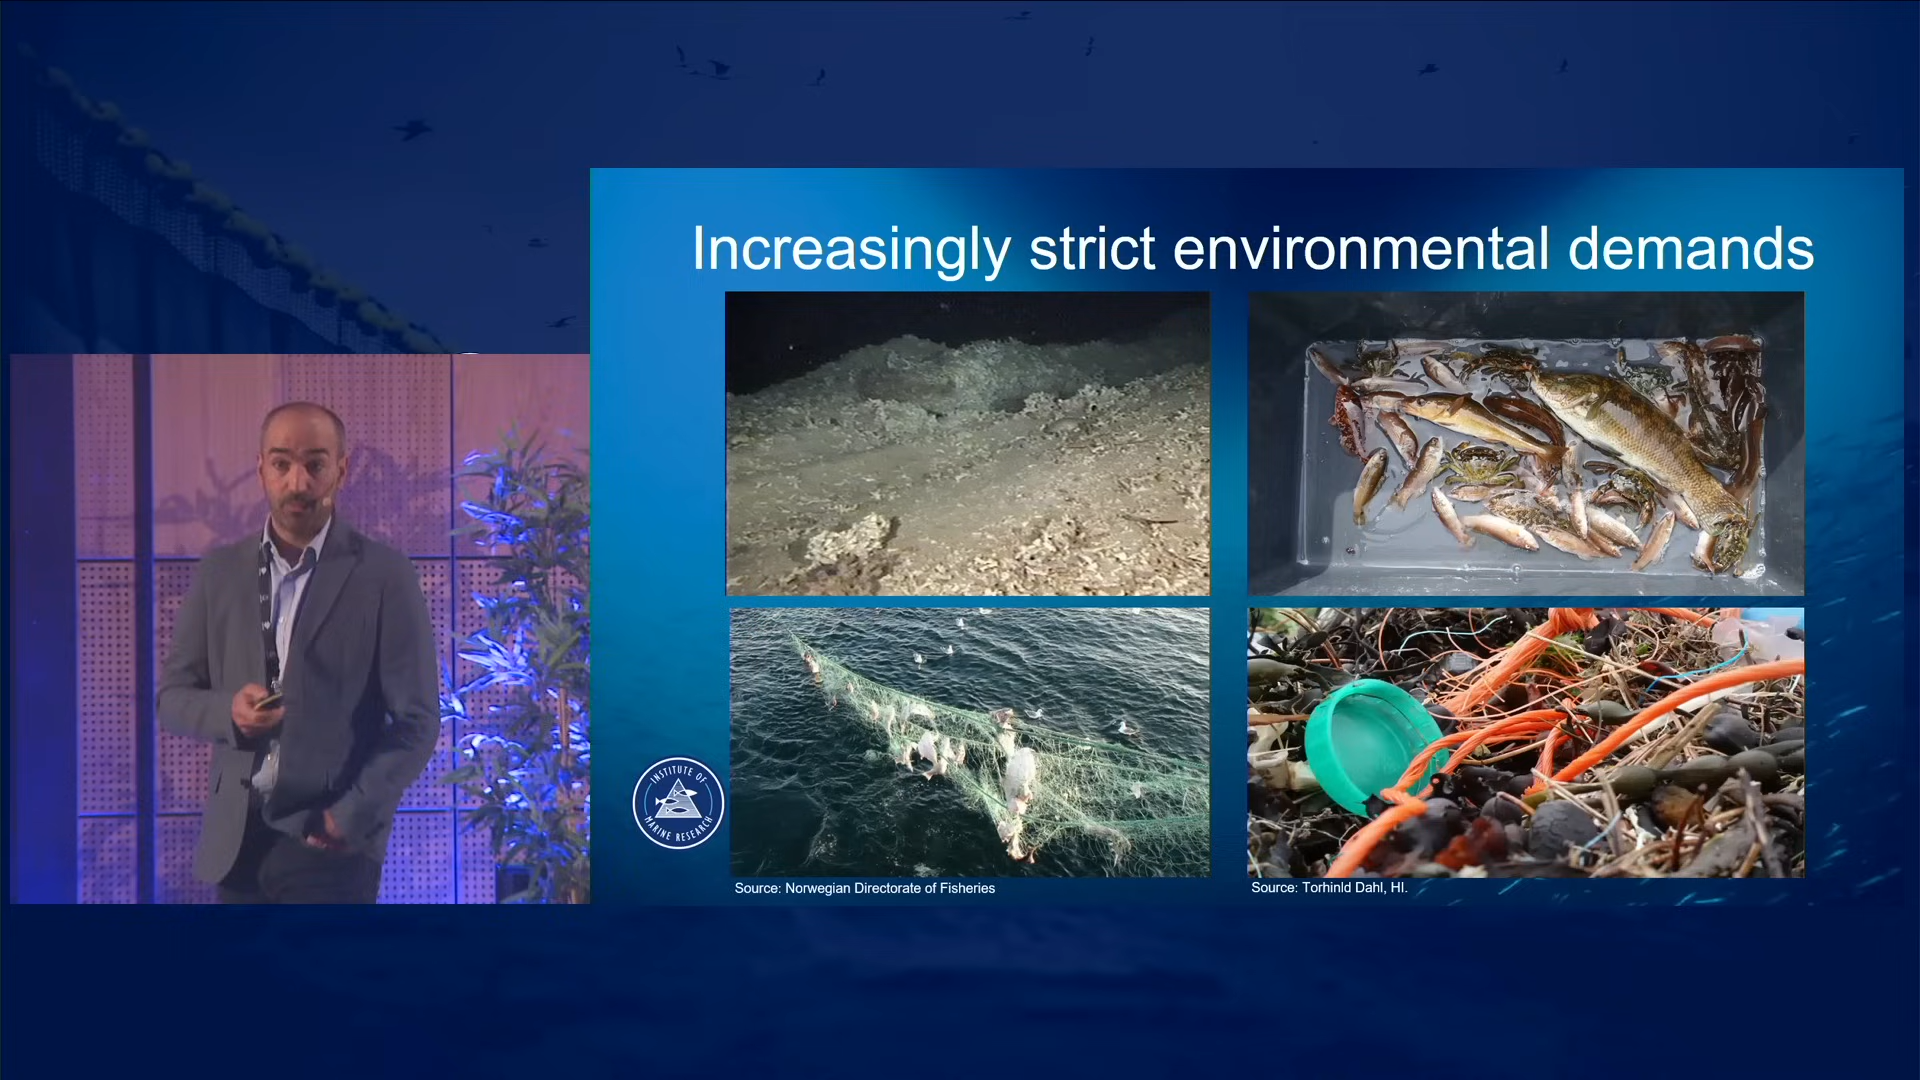 Increasingly strict environmental demands
INSTITUTE OF
MARINE RESEARCH
Source: Norwegian Directorate of Fisheries
Source: Torhinld Dahl, HI.